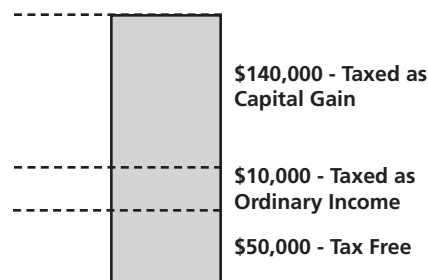 $140,000 - Taxed as
Capital Gain
$10,000 - Taxed as
Ordinary Income
$50,000 - Tax Free